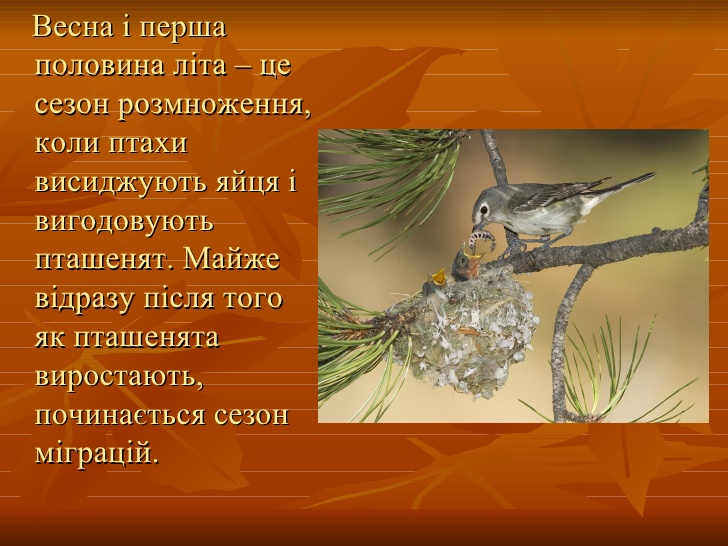 Весна і перша
половина літа – це
сезон розмноження,
коли птахи
висиджують яйця і
вигодовують
пташенят. Майже
відразу після того
як пташенята
виростають,
починається сезон
міграцій.